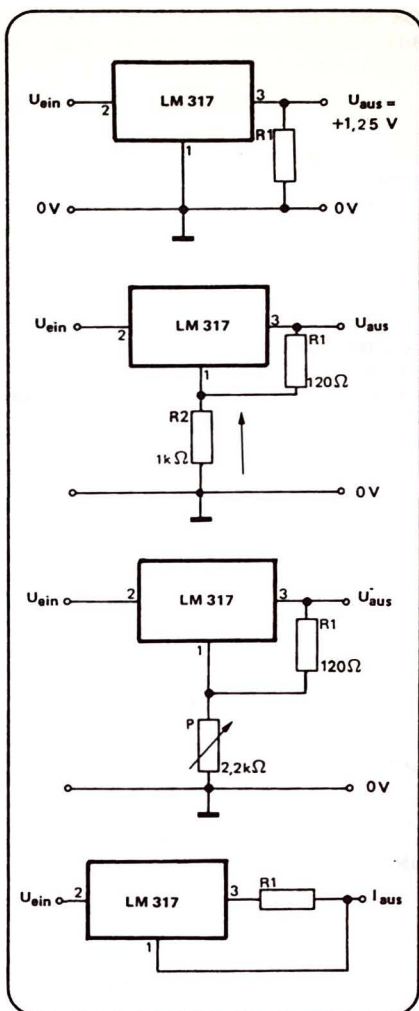 Uein
2
LM 317
3
Uaus =
+1,25 V
R1
1
0V
0V
Uein
2
LM 317
3
Uaus
R1
120Ω
1
R2
1kΩ
0V
Uein
2
LM 317
3
Uaus
R1
120Ω
1
P
2,2kΩ
0V
Uein
2
LM 317
3
R1
Iaus
1